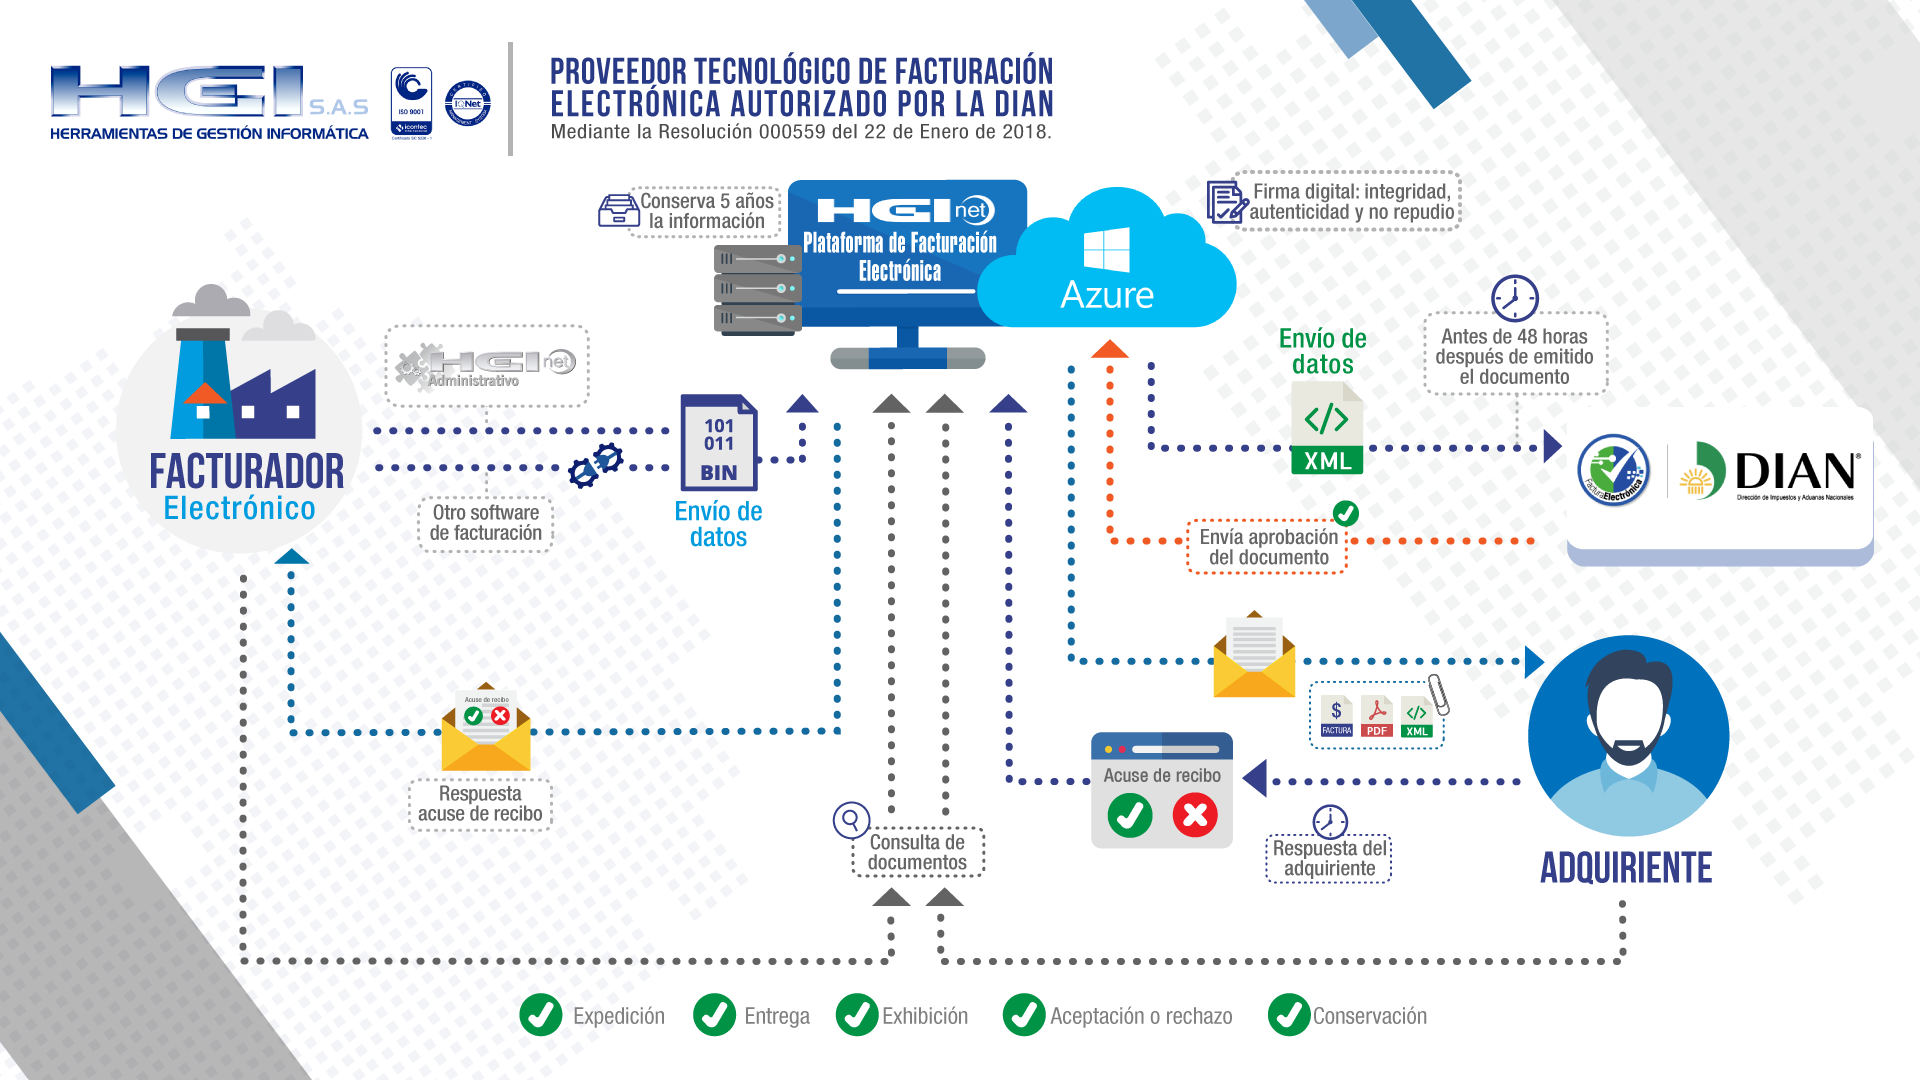 HGI S.A.S
HERRAMIENTAS DE GESTIÓN INFORMÁTICA
ISO 9001
icontec
IQNet
PROVEEDOR TECNOLÓGICO DE FACTURACIÓN
ELECTRÓNICA AUTORIZADO POR LA DIAN
Mediante la Resolución 000559 del 22 de Enero de 2018.
Conserva 5 años
la información
HGI net
Plataforma de Facturación
Electrónica
Azure
Firma digital: integridad,
autenticidad y no repudio
HGI net
Administrativo
FACTURADOR
Electrónico
Otro software
de facturación
101
011
BIN
Envío de
datos
Envío de
datos
</>
XML
Antes de 48 horas
después de emitido
el documento
Factura Electrónica
DIAN®
Dirección de Impuestos y Aduanas Nacionales
Envía aprobación
del documento
Acuse de recibo
Respuesta
acuse de recibo
$
FACTURA
PDF
</>
XML
Acuse de recibo
Respuesta del
adquiriente
ADQUIRIENTE
Consulta de
documentos
Expedición
Entrega
Exhibición
Aceptación o rechazo
Conservación